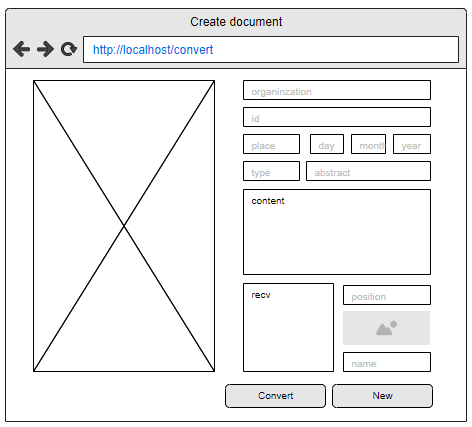 Create document
http://localhost/convert
organinzation
id
place day month year
type abstract
content
recv
position
name
Convert New